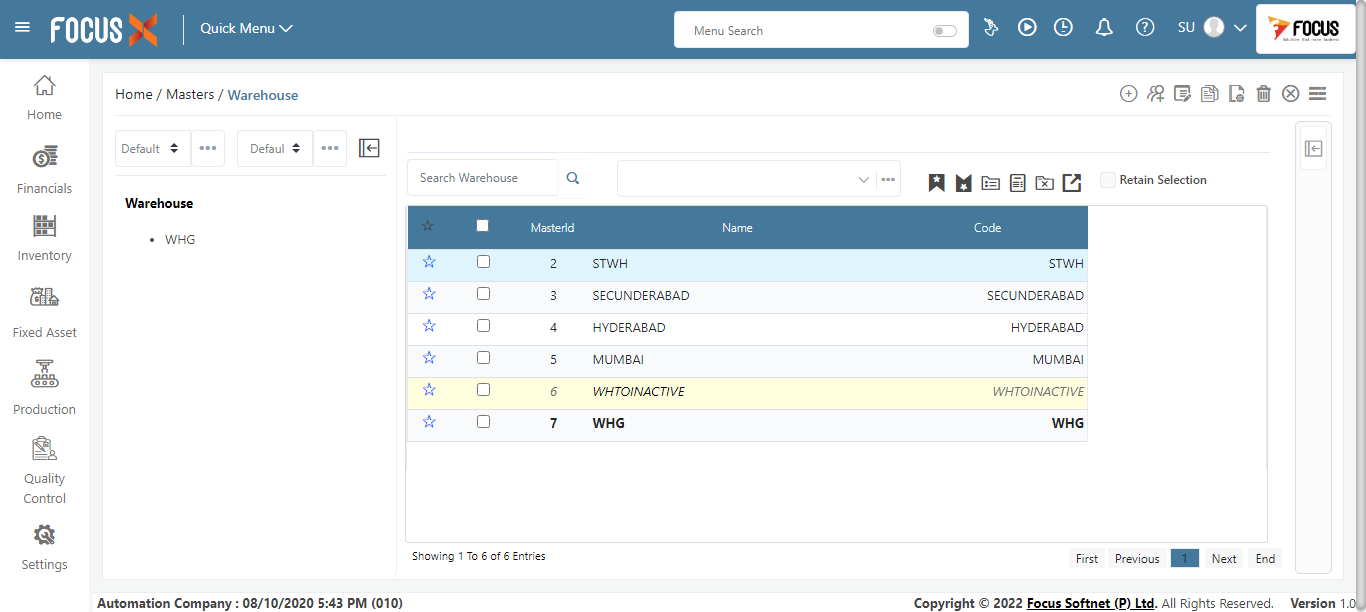 FOCUS X Quick Menu Menu Search SU FOCUS
Home
Financials
Inventory
Fixed Asset
Production
Quality
Control
Settings
Home / Masters / Warehouse
Default Defaul
Warehouse
WHG
Search Warehouse Retain Selection
MasterId Name Code
2 STWH STWH
3 SECUNDERABAD SECUNDERABAD
4 HYDERABAD HYDERABAD
5 MUMBAI MUMBAI
6 WHTOINACTIVE WHTOINACTIVE
7 WHG WHG
Showing 1 To 6 of 6 Entries
First Previous 1 Next End
Automation Company : 08/10/2020 5:43 PM (010) Copyright © 2022 Focus Softnet (P) Ltd. All Rights Reserved. Version 1.0